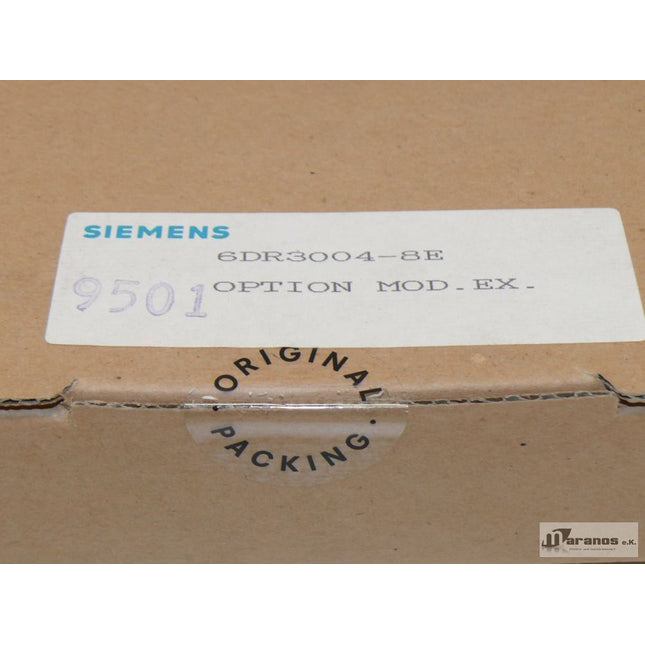 SIEMENS
6DR3004-8E
9501
OPTION MOD.EX.
· ORIGINAL ·
PACKING
Maranos e.K.